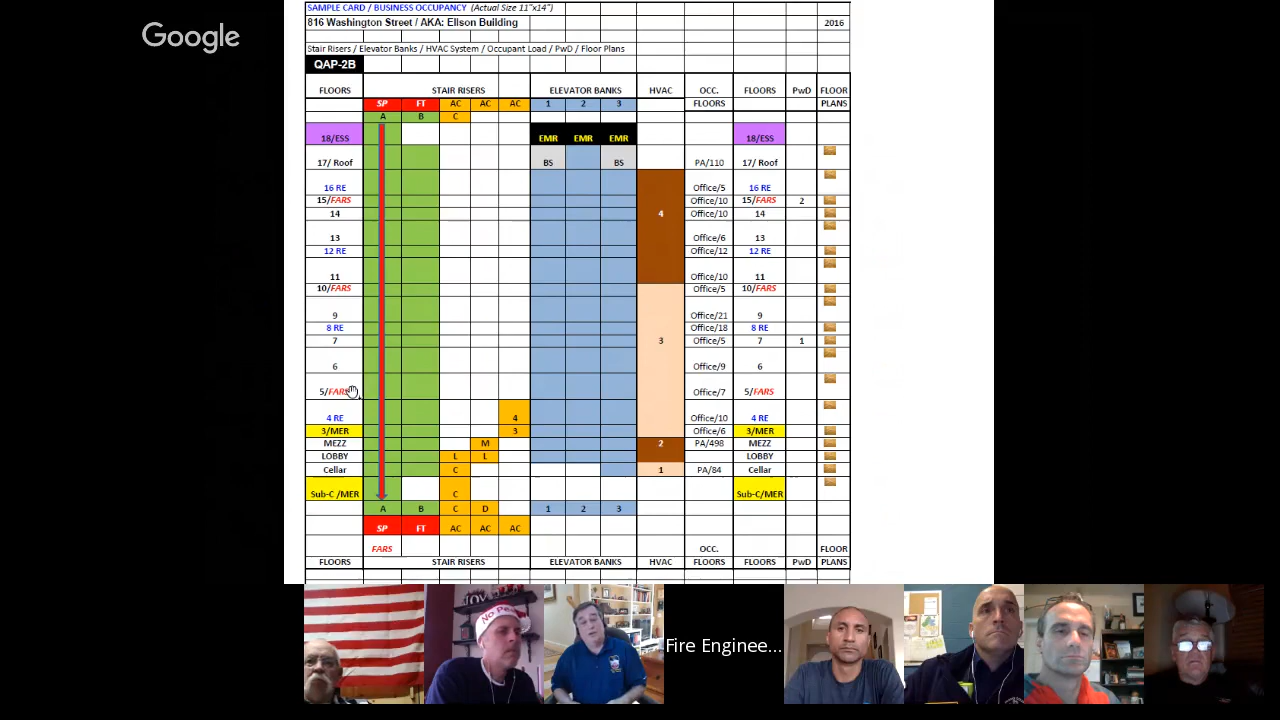 Google
SAMPLE CARD / BUSINESS OCCUPANCY (Actual Size 11"x14")
816 Washington Street / AKA: Ellson Building 2016
Stair Risers / Elevator Banks / HVAC System / Occupant Load / PwD / Floor Plans
QAP-2B
FLOORS STAIR RISERS ELEVATOR BANKS HVAC OCC. FLOORS PwD FLOOR
SP FT AC AC AC 1 2 3 FLOORS PLANS
A B C
18/ESS EMR EMR EMR 18/ESS
17/ Roof BS BS PA/110 17/ Roof
16 RE Office/5 16 RE
15/FARS Office/10 15/FARS 2
14 4 Office/10 14
13 Office/6 13
12 RE Office/12 12 RE
11 Office/10 11
10/FARS Office/5 10/FARS
9 Office/21 9
8 RE Office/18 8 RE
7 3 Office/5 7 1
6 Office/9 6
5/FARS Office/7 5/FARS
4 RE 4 Office/10 4 RE
3/MER 3 Office/6 3/MER
MEZZ M 2 PA/498 MEZZ
LOBBY L L LOBBY
Cellar C 1 PA/84 Cellar
Sub-C /MER C Sub-C/MER
A B C D 1 2 3
SP FT AC AC AC
FARS OCC. FLOOR
FLOORS STAIR RISERS ELEVATOR BANKS HVAC FLOORS FLOORS PwD PLANS
Fire Enginee...